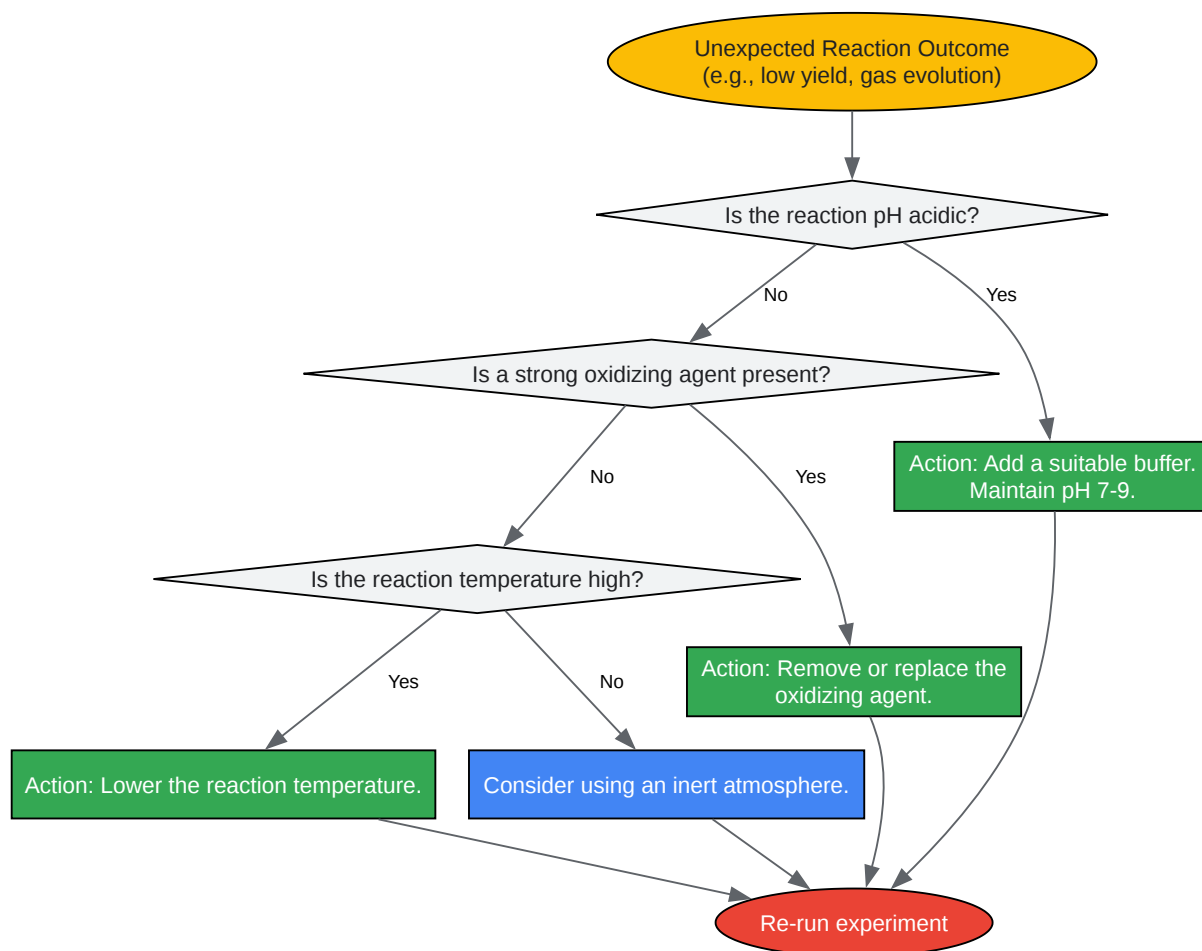 Unexpected Reaction Outcome
(e.g., low yield, gas evolution)
Is the reaction pH acidic?
No
Yes
Is a strong oxidizing agent present?
Action: Add a suitable buffer.
Maintain pH 7-9.
No
Yes
Is the reaction temperature high?
Action: Remove or replace the
oxidizing agent.
Yes
No
Action: Lower the reaction temperature.
Consider using an inert atmosphere.
Re-run experiment